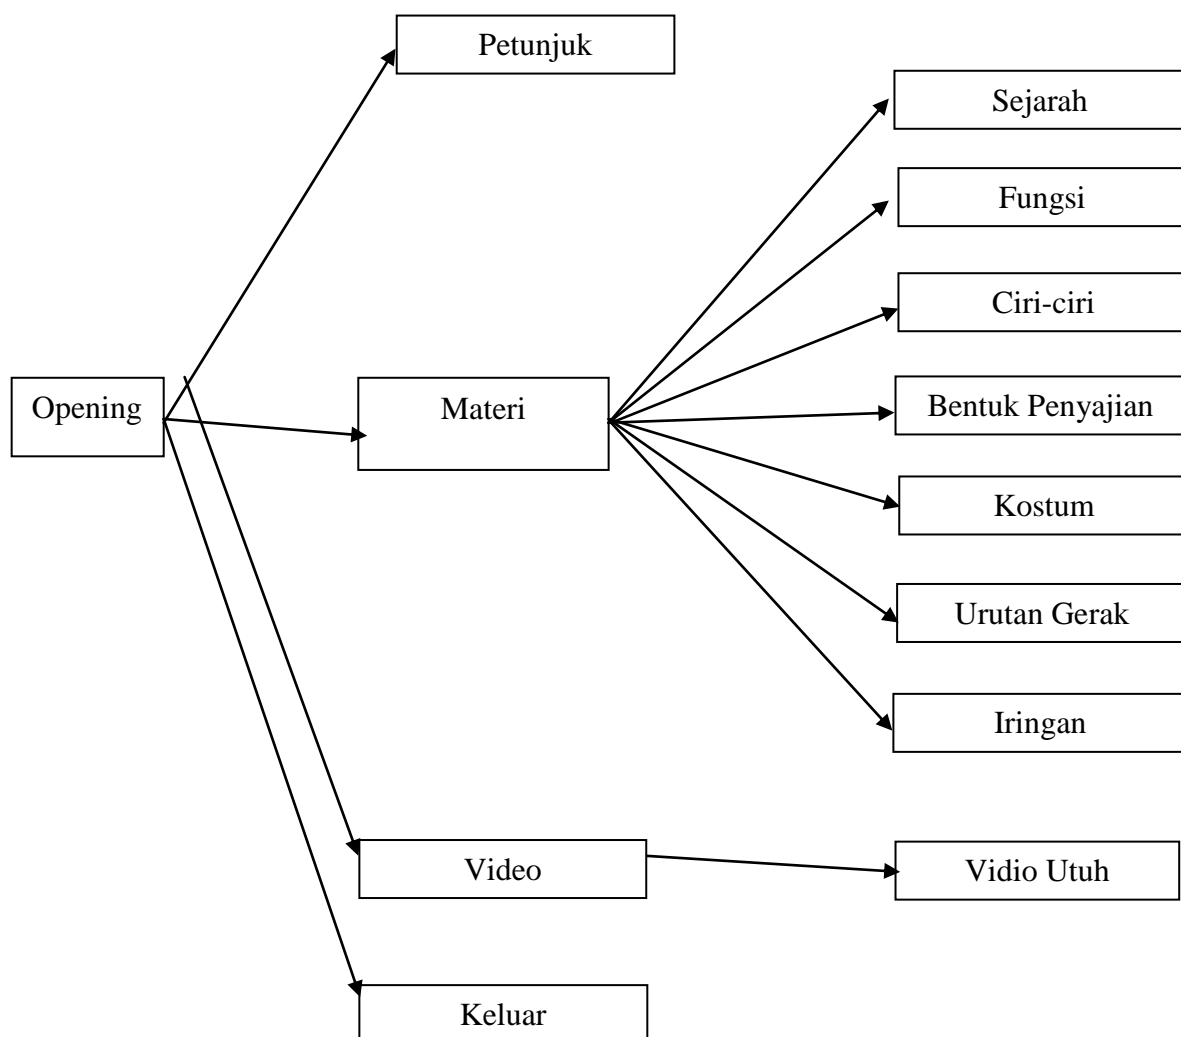 Petunjuk
Sejarah
Fungsi
Ciri-ciri
Opening
Materi
Bentuk Penyajian
Kostum
Urutan Gerak
Iringan
Video
Vidio Utuh
Keluar